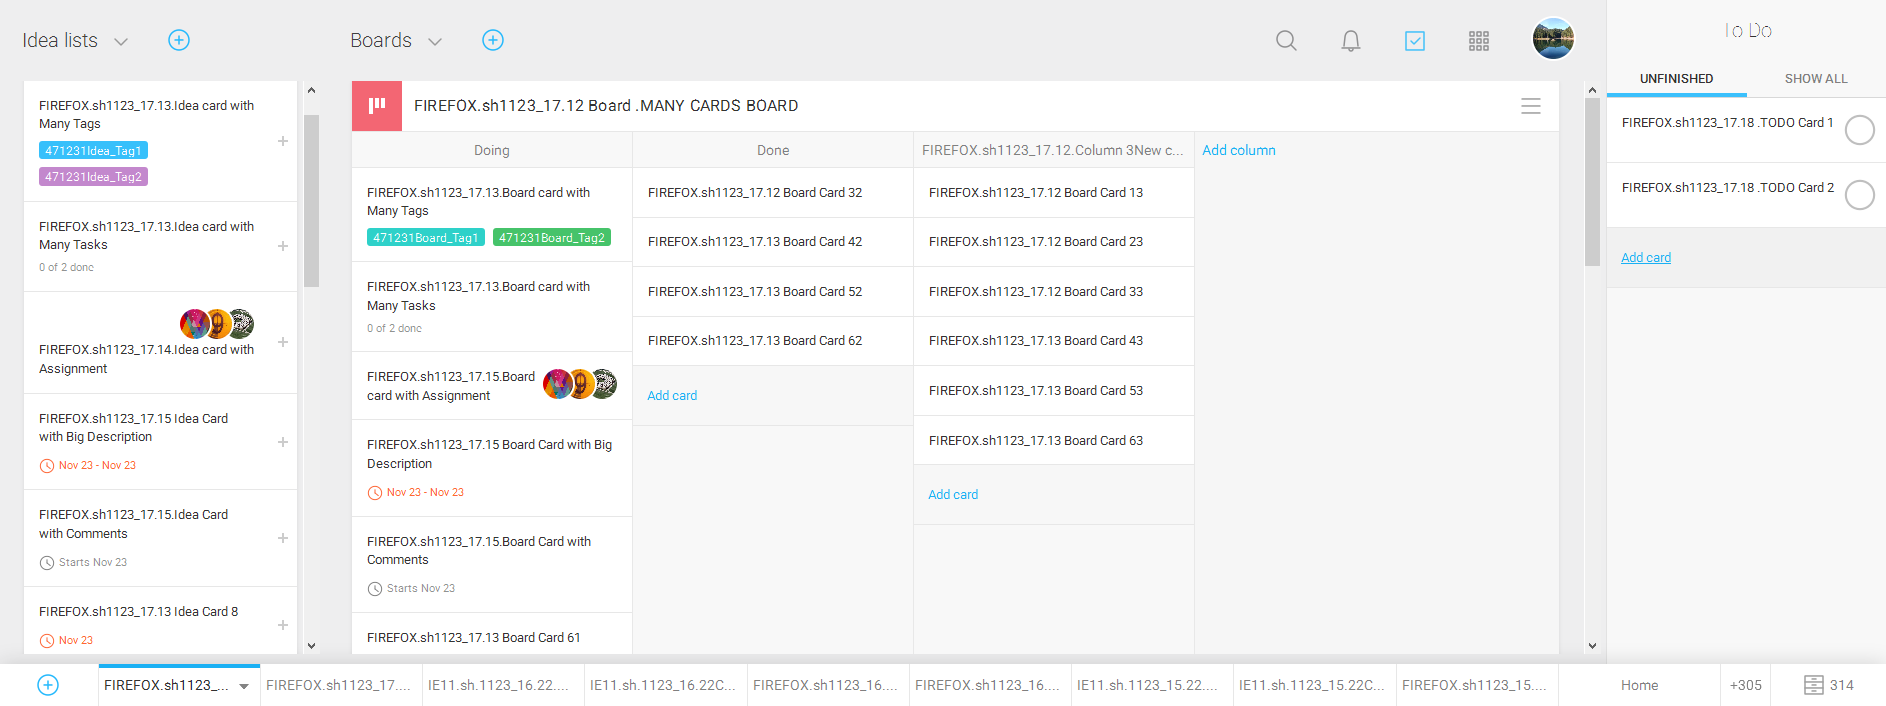 Idea lists
Boards
To Do
UNFINISHED
SHOW ALL
FIREFOX.sh1123_17.13.Idea card with
Many Tags
471231Idea_Tag1
471231Idea_Tag2
FIREFOX.sh1123_17.13.Idea card with
Many Tasks
0 of 2 done
FIREFOX.sh1123_17.14.Idea card with
Assignment
FIREFOX.sh1123_17.15 Idea Card
with Big Description
Nov 23 - Nov 23
FIREFOX.sh1123_17.15.Idea Card
with Comments
Starts Nov 23
FIREFOX.sh1123_17.13 Idea Card 8
Nov 23
FIREFOX.sh1123_17.12 Board .MANY CARDS BOARD
Doing
Done
FIREFOX.sh1123_17.12.Column 3New c...
Add column
FIREFOX.sh1123_17.13.Board card with
Many Tags
471231Board_Tag1
471231Board_Tag2
FIREFOX.sh1123_17.13.Board card with
Many Tasks
0 of 2 done
FIREFOX.sh1123_17.15.Board
card with Assignment
FIREFOX.sh1123_17.15 Board Card with Big
Description
Nov 23 - Nov 23
FIREFOX.sh1123_17.15.Board Card with
Comments
Starts Nov 23
FIREFOX.sh1123_17.13 Board Card 61
FIREFOX.sh1123_17.12 Board Card 32
FIREFOX.sh1123_17.13 Board Card 42
FIREFOX.sh1123_17.13 Board Card 52
FIREFOX.sh1123_17.13 Board Card 62
Add card
FIREFOX.sh1123_17.12 Board Card 13
FIREFOX.sh1123_17.12 Board Card 23
FIREFOX.sh1123_17.12 Board Card 33
FIREFOX.sh1123_17.13 Board Card 43
FIREFOX.sh1123_17.13 Board Card 53
FIREFOX.sh1123_17.13 Board Card 63
Add card
FIREFOX.sh1123_17.18 .TODO Card 1
FIREFOX.sh1123_17.18 .TODO Card 2
Add card
FIREFOX.sh1123_...
FIREFOX.sh1123_17....
IE11.sh.1123_16.22....
IE11.sh.1123_16.22C...
FIREFOX.sh1123_16....
FIREFOX.sh1123_16....
IE11.sh.1123_15.22....
IE11.sh.1123_15.22C...
FIREFOX.sh1123_15....
Home
+305
314